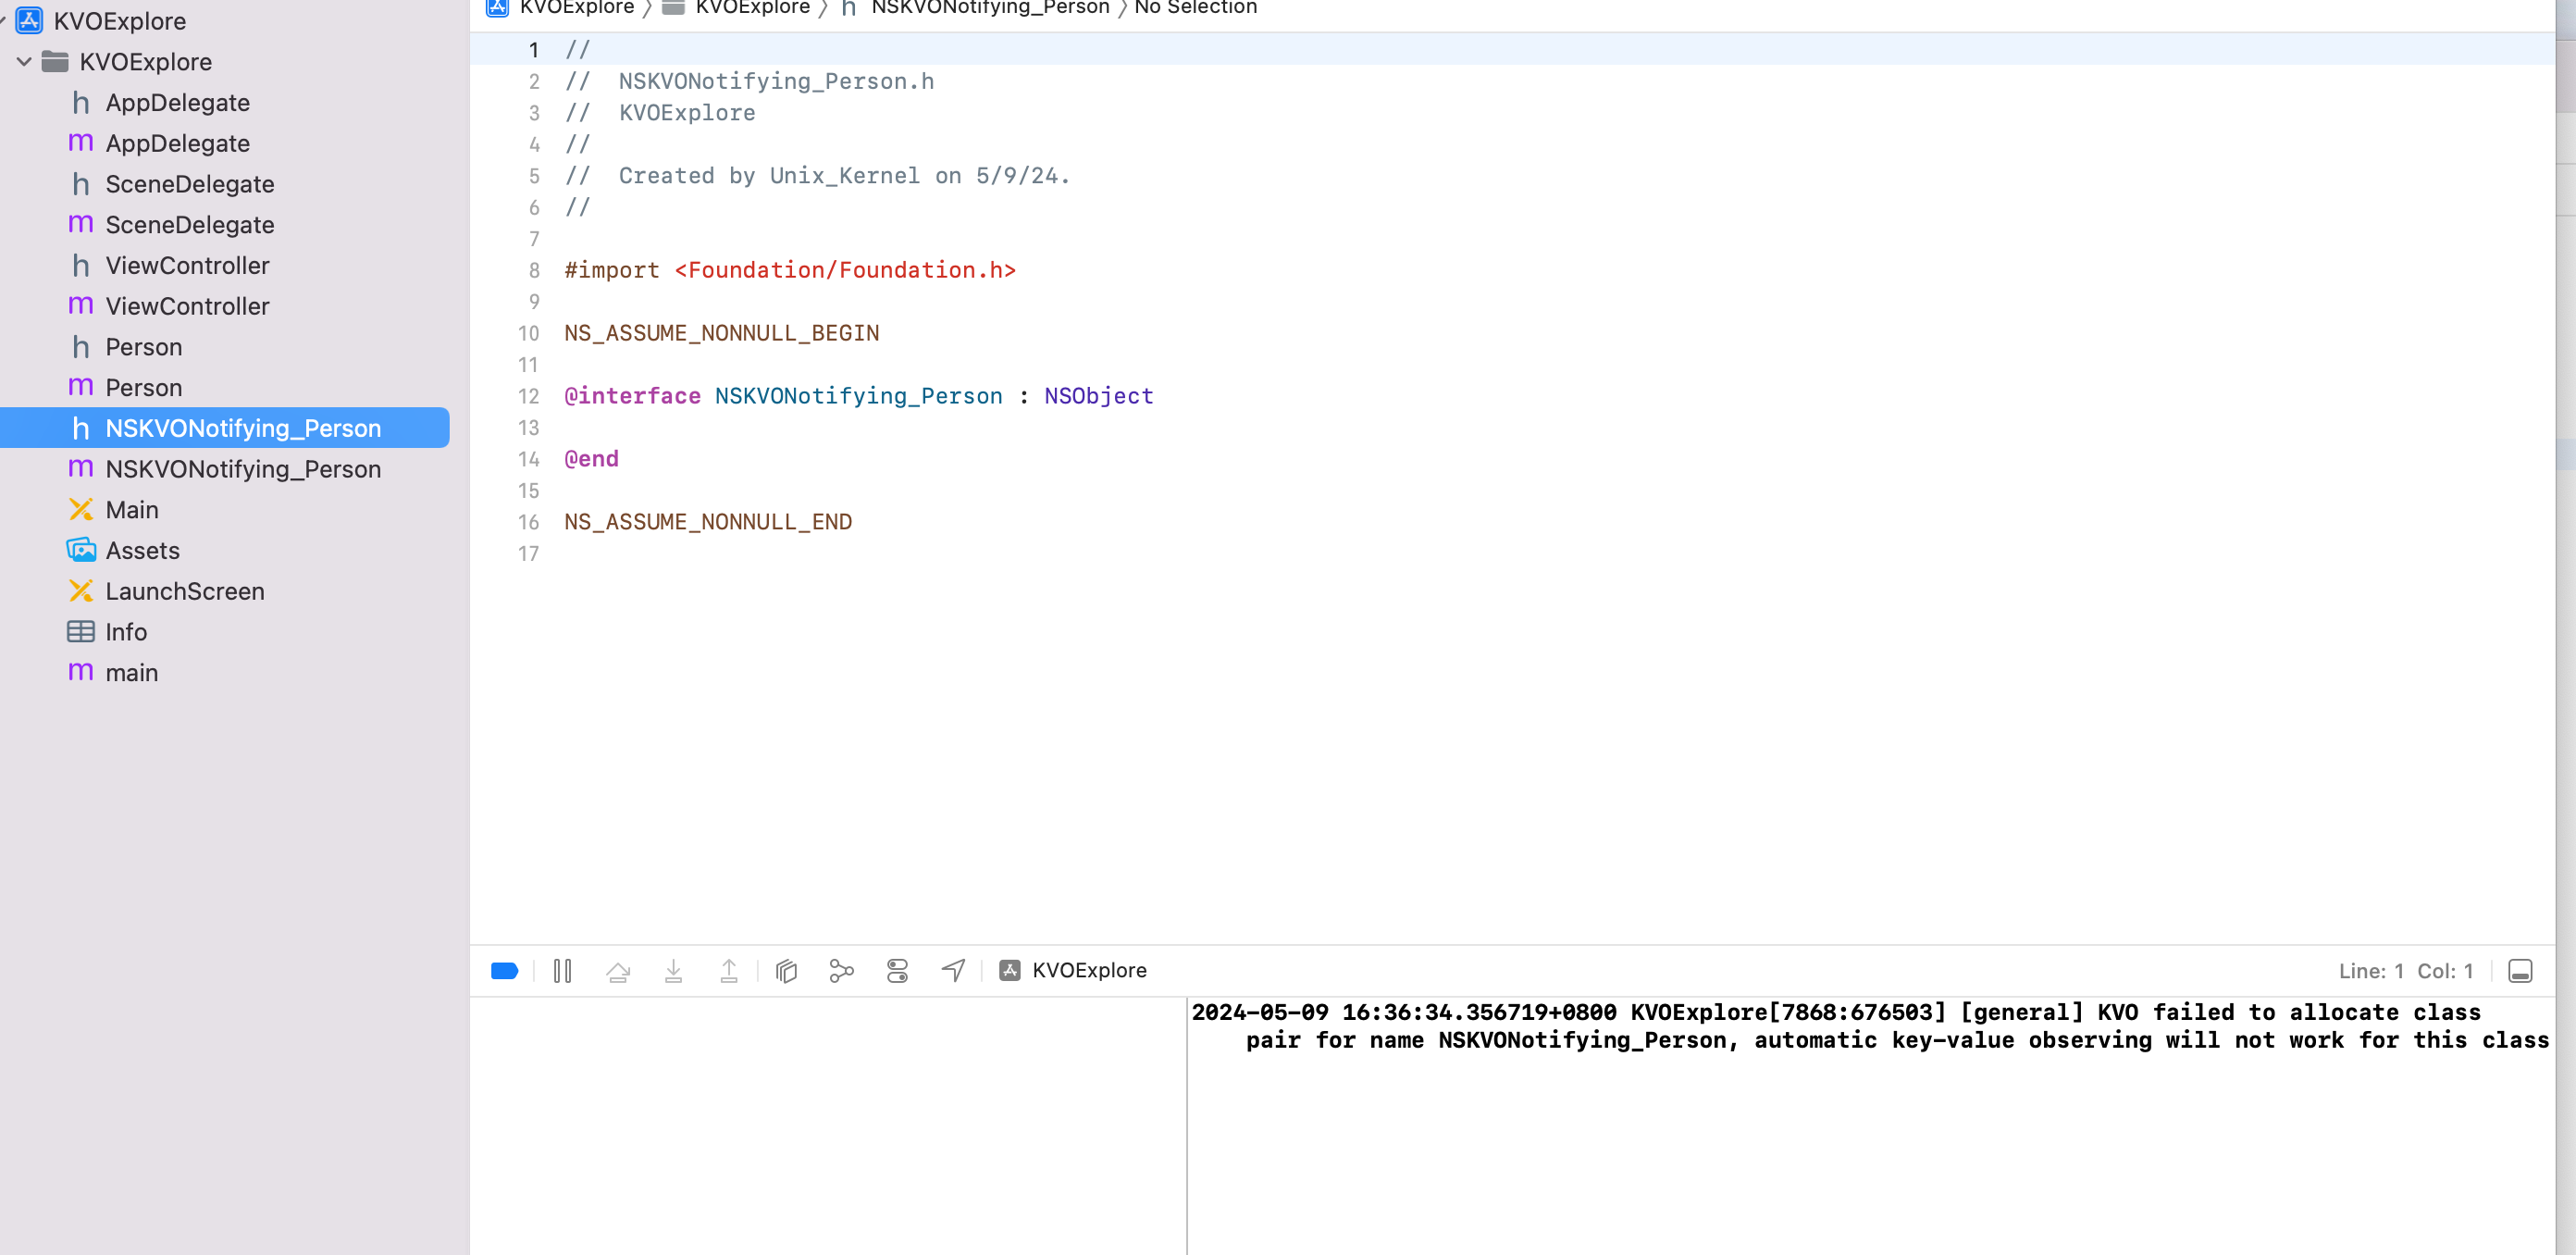 KVOExplore
KVOExplore
AppDelegate
AppDelegate
SceneDelegate
SceneDelegate
ViewController
ViewController
Person
Person
NSKVONotifying_Person
NSKVONotifying_Person
Main
Assets
LaunchScreen
Info
main
KVOExplore 〉 KVOExplore 〉 h NSKVONotifying_Person 〉 No Selection
1 //
2 //  NSKVONotifying_Person.h
3 //  KVOExplore
4 //
5 //  Created by Unix_Kernel on 5/9/24.
6 //
7
8 #import <Foundation/Foundation.h>
9
10 NS_ASSUME_NONNULL_BEGIN
11
12 @interface NSKVONotifying_Person : NSObject
13
14 @end
15
16 NS_ASSUME_NONNULL_END
17
KVOExplore
Line: 1 Col: 1
2024-05-09 16:36:34.356719+0800 KVOExplore[7868:676503] [general] KVO failed to allocate class
pair for name NSKVONotifying_Person, automatic key-value observing will not work for this class